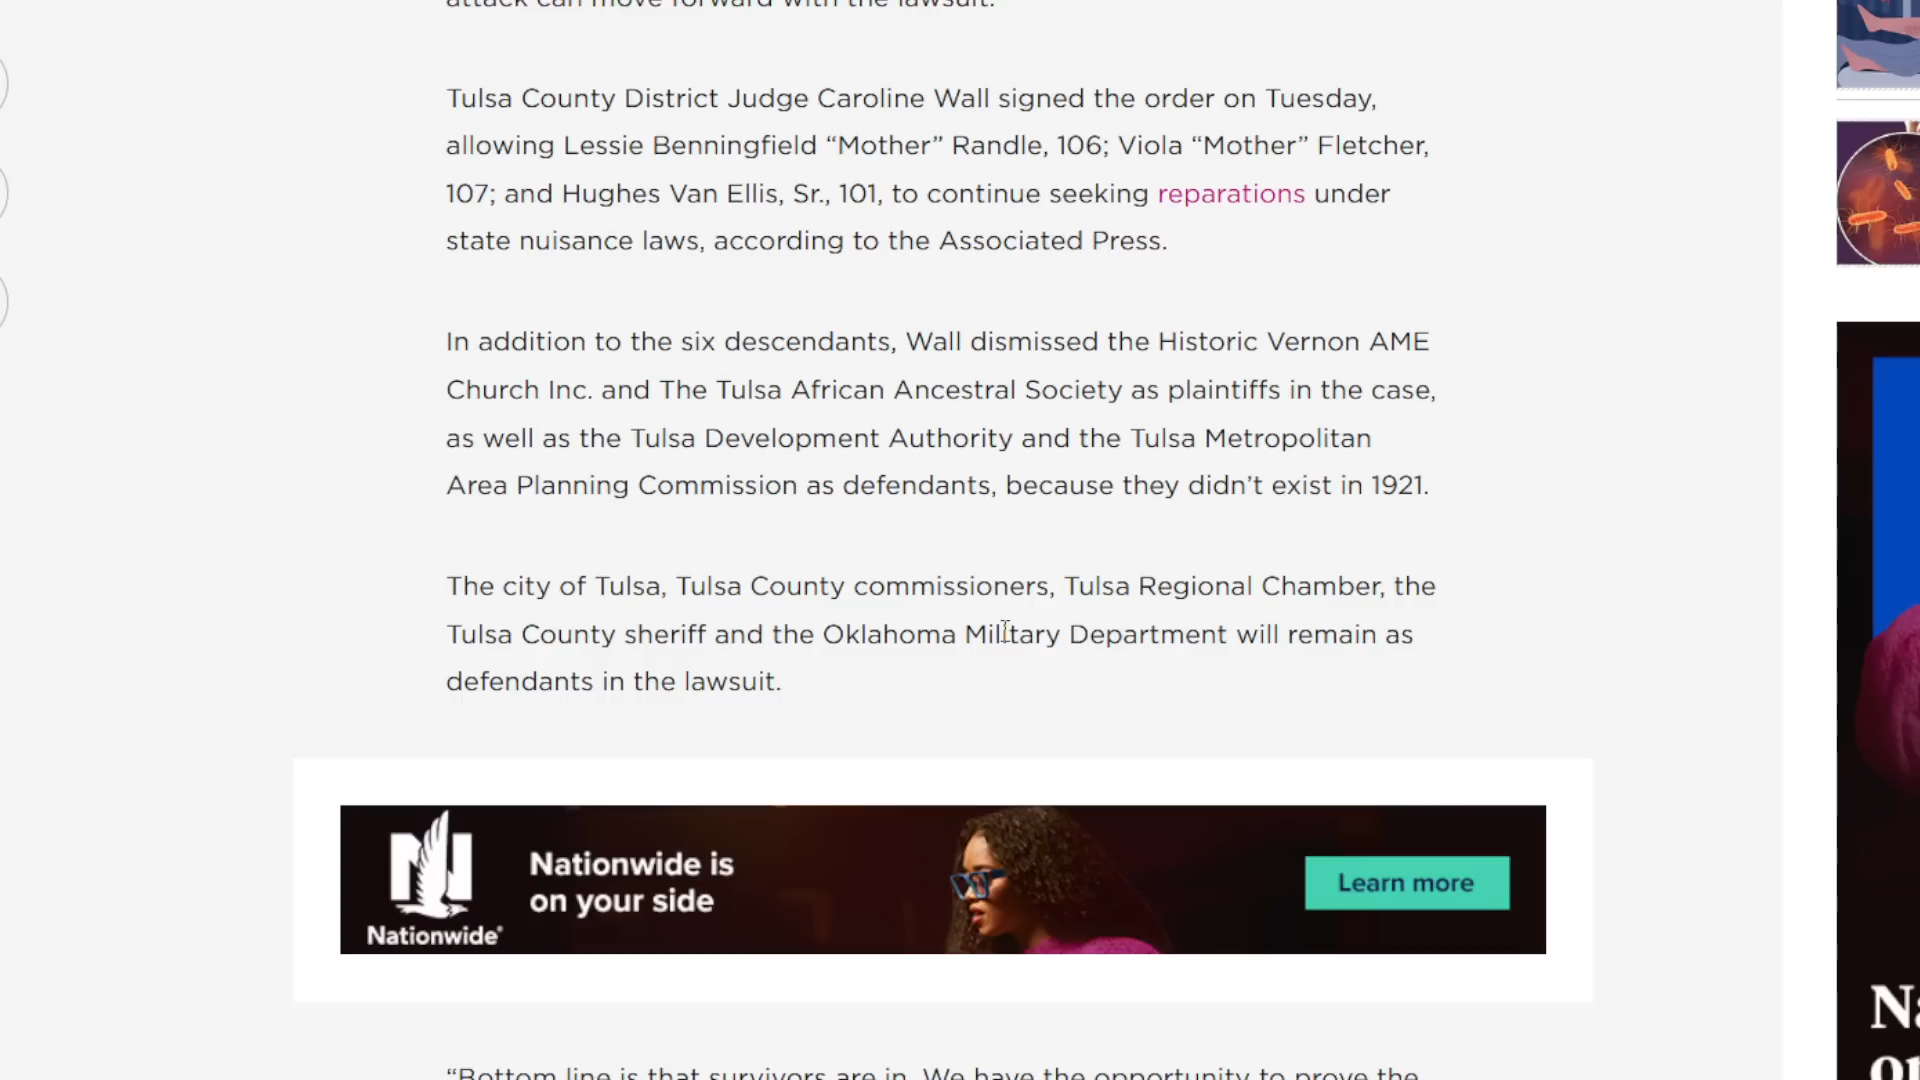 attack can move forward with the lawsuit.
Tulsa County District Judge Caroline Wall signed the order on Tuesday,
allowing Lessie Benningfield “Mother” Randle, 106; Viola “Mother” Fletcher,
107; and Hughes Van Ellis, Sr., 101, to continue seeking reparations under
state nuisance laws, according to the Associated Press.
In addition to the six descendants, Wall dismissed the Historic Vernon AME
Church Inc. and The Tulsa African Ancestral Society as plaintiffs in the case,
as well as the Tulsa Development Authority and the Tulsa Metropolitan
Area Planning Commission as defendants, because they didn’t exist in 1921.
The city of Tulsa, Tulsa County commissioners, Tulsa Regional Chamber, the
Tulsa County sheriff and the Oklahoma Military Department will remain as
defendants in the lawsuit.
Nationwide is
on your side
Nationwide®
Learn more
“Bottom line is that survivors are in. We have the opportunity to prove the